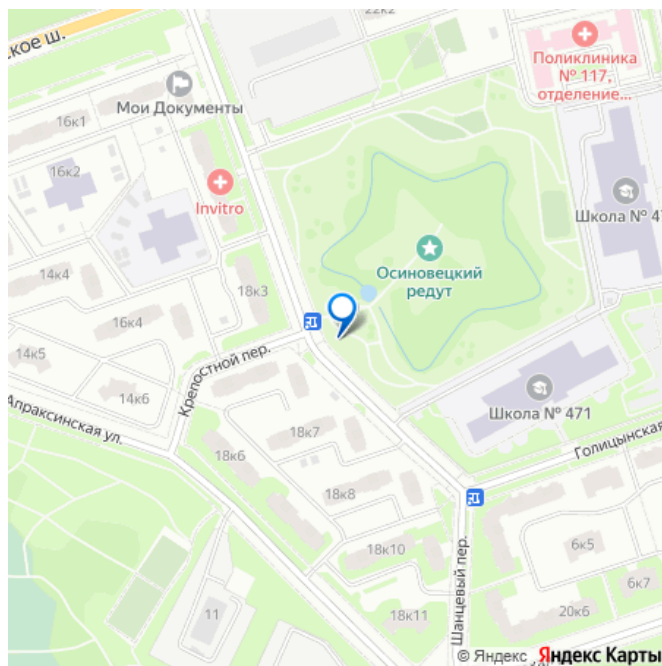 22к2
ское ш.
Поликлиника
№ 117,
отделение...
Мои Документы
16к1
16к2
Invitro
Школа № 47
Осиновецкий
редут
14к4
18к3
16к4
14к5
Крепостной пер.
14к6
Школа № 471
Апраксинская ул.
18к7
Голицынская
18к6
18к8
Шанцевый пер.
18к10
6к5
6к7
11
18к11
20к6
© Яндекс Яндекс Карты